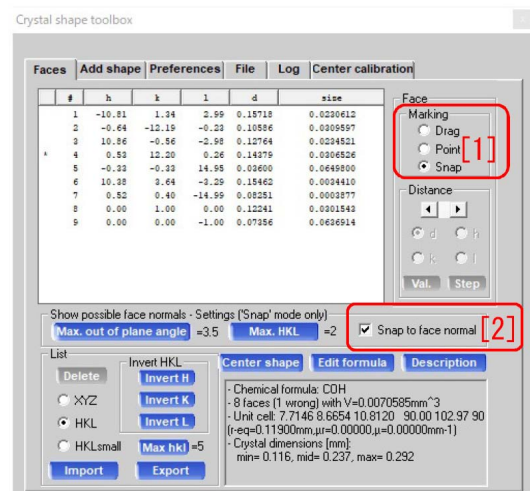 Crystal shape toolbox
x
Faces Add shape Preferences File Log Center calibration
# h k l d size
1 -10.81 1.34 2.99 0.15718 0.0230612
2 -0.64 -12.19 -0.23 0.10586 0.0309597
3 10.86 -0.56 -2.98 0.12764 0.0234521
* 4 0.53 12.20 0.26 0.14379 0.0306526
5 -0.33 -0.33 14.95 0.03600 0.0649800
6 10.38 3.64 -3.29 0.15462 0.0034410
7 0.52 0.40 -14.99 0.08251 0.0003877
8 0.00 1.00 0.00 0.12241 0.0301543
9 0.00 0.00 -1.00 0.07356 0.0636914
Face
Marking
Drag
Point
Snap
[1]
Distance
d h
k l
Val. Step
Show possible face normals - Settings ('Snap' mode only)
Max. out of plane angle =3.5 Max. HKL =2 Snap to face normal [2]
List
Delete
XYZ
HKL
HKLsmall
Invert HKL
Invert H
Invert K
Invert L
Max hkl =5
Import Export
Center shape Edit formula Description
- Chemical formula: COH
- 8 faces (1 wrong) with V=0.0070585mm^3
- Unit cell: 7.7146 8.6654 10.8120 90.00 102.97 90
(r-eq=0.11900mm,μr=0.00000,μ=0.00000mm-1)
- Crystal dimensions [mm]:
min= 0.116, mid= 0.237, max= 0.292